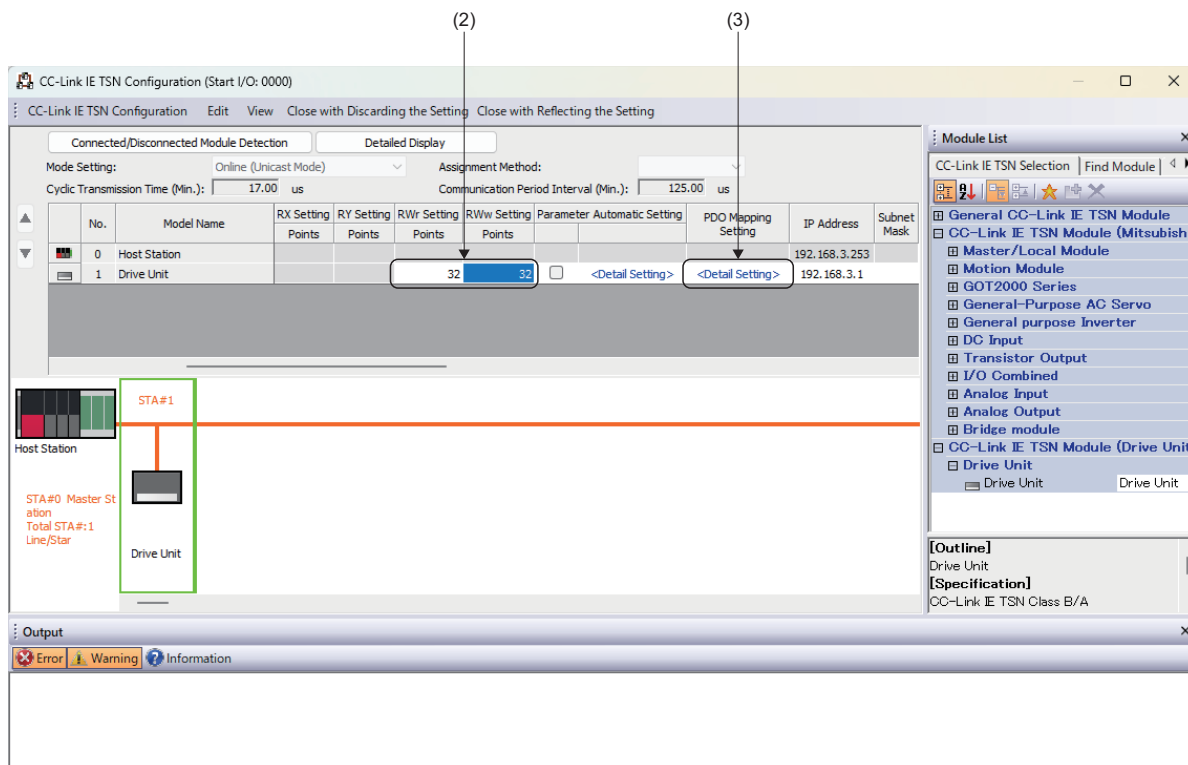 (2) (3)
CC-Link IE TSN Configuration (Start I/O: 0000)
CC-Link IE TSN Configuration Edit View Close with Discarding the Setting Close with Reflecting the Setting
Connected/Disconnected Module Detection Detailed Display
Mode Setting: Online (Unicast Mode) Assignment Method:
Cyclic Transmission Time (Min.): 17.00 us Communication Period Interval (Min.): 125.00 us
No. Model Name RX Setting RY Setting RWr Setting RWw Setting Parameter Automatic Setting PDO Mapping Setting IP Address Subnet Mask
Points Points Points Points
0 Host Station 192.168.3.253
1 Drive Unit 32 32 <Detail Setting> <Detail Setting> 192.168.3.1
STA#1
Host Station
STA#0 Master St
ation
Total STA#:1
Line/Star
Drive Unit
Module List
CC-Link IE TSN Selection Find Module
General CC-Link IE TSN Module
CC-Link IE TSN Module (Mitsubish
Master/Local Module
Motion Module
GOT2000 Series
General-Purpose AC Servo
General purpose Inverter
DC Input
Transistor Output
I/O Combined
Analog Input
Analog Output
Bridge module
CC-Link IE TSN Module (Drive Unit
Drive Unit
Drive Unit Drive Unit
[Outline]
Drive Unit
[Specification]
CC-Link IE TSN Class B/A
Output
Error Warning Information